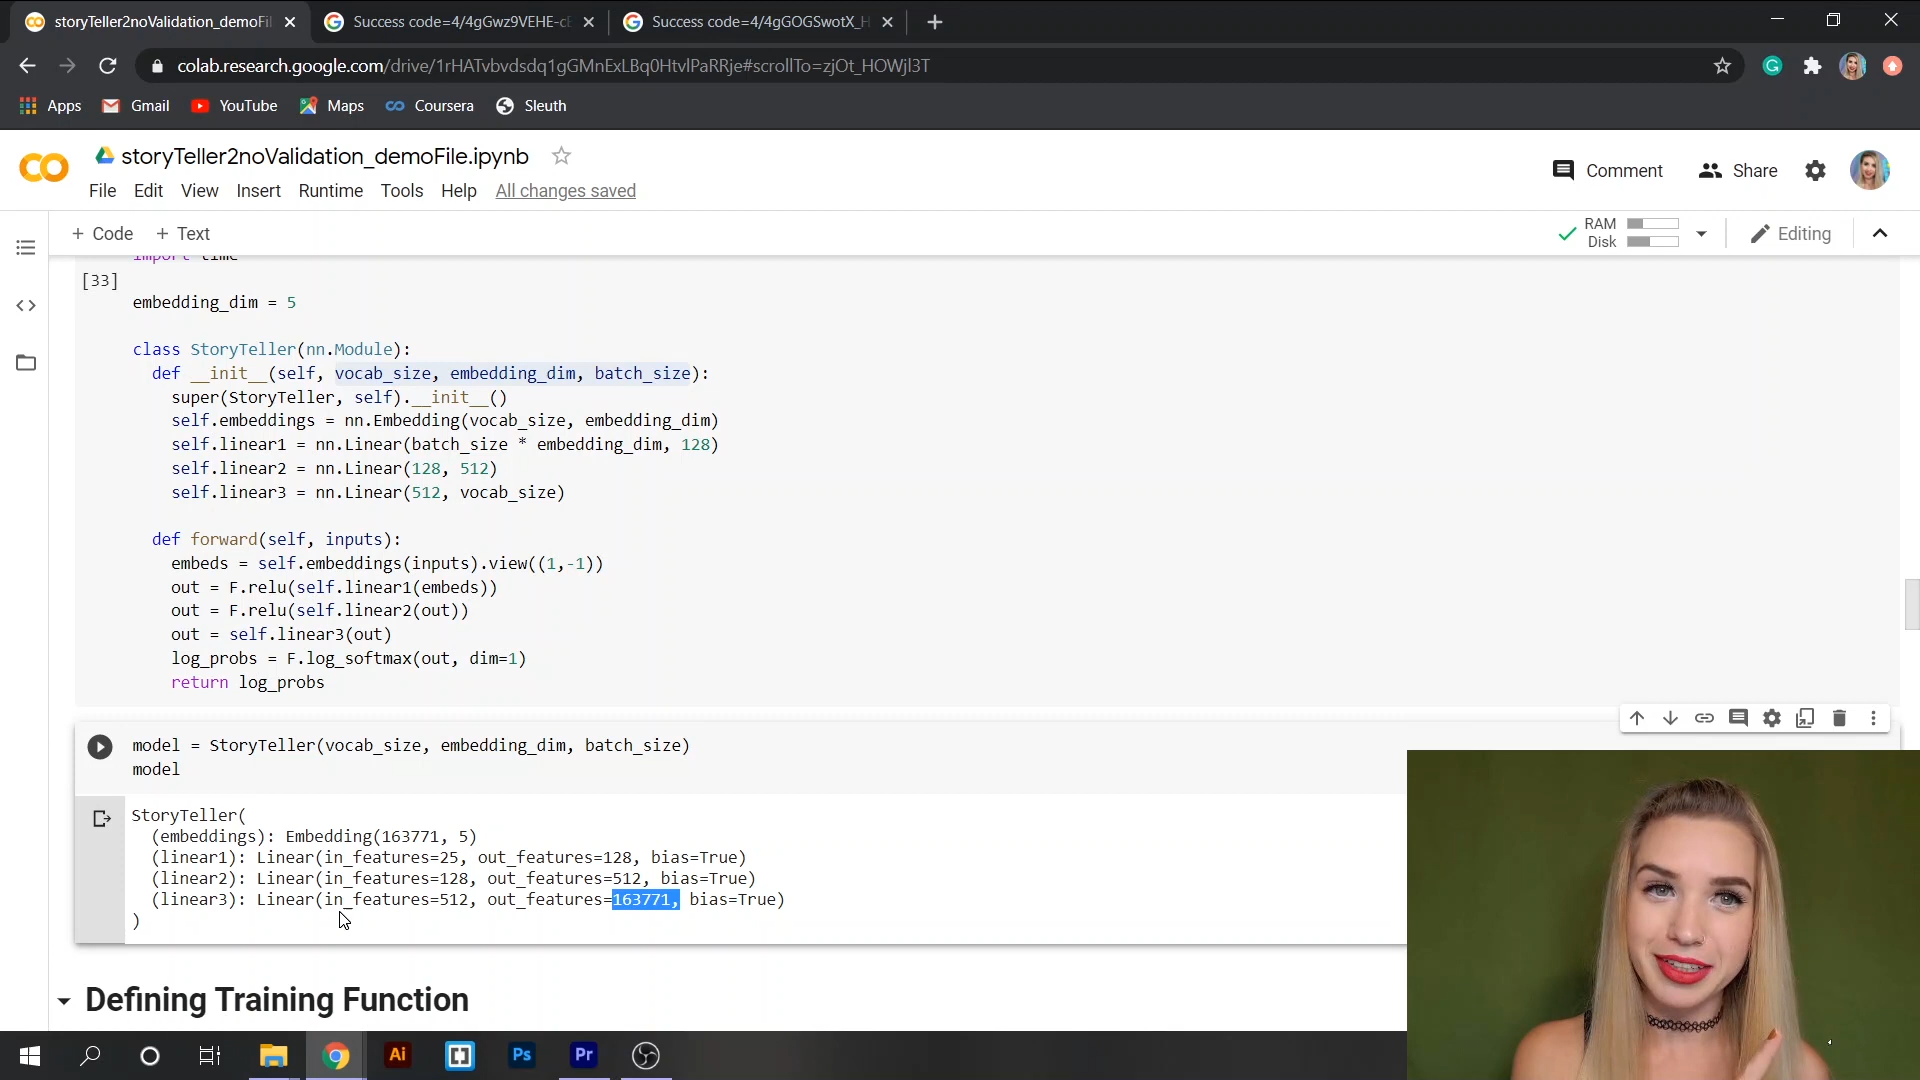 storyTeller2noValidation_demoFil
Success code=4/4gGwz9VEHE-cE
Success code=4/4gGOGSwotX_H
colab.research.google.com/drive/1rHATvbvdsdq1gGMnExLBq0HtvlPaRRje#scrollTo=zjOt_HOWjl3T
Apps
Gmail
YouTube
Maps
Coursera
Sleuth
storyTeller2noValidation_demoFile.ipynb
Comment
Share
File Edit View Insert Runtime Tools Help All changes saved
+ Code + Text
RAM
Disk
Editing
import time
[33]
embedding_dim = 5
class StoryTeller(nn.Module):
def __init__(self, vocab_size, embedding_dim, batch_size):
super(StoryTeller, self).__init__()
self.embeddings = nn.Embedding(vocab_size, embedding_dim)
self.linear1 = nn.Linear(batch_size * embedding_dim, 128)
self.linear2 = nn.Linear(128, 512)
self.linear3 = nn.Linear(512, vocab_size)
def forward(self, inputs):
embeds = self.embeddings(inputs).view((1,-1))
out = F.relu(self.linear1(embeds))
out = F.relu(self.linear2(out))
out = self.linear3(out)
log_probs = F.log_softmax(out, dim=1)
return log_probs
model = StoryTeller(vocab_size, embedding_dim, batch_size)
model
StoryTeller(
(embeddings): Embedding(163771, 5)
(linear1): Linear(in_features=25, out_features=128, bias=True)
(linear2): Linear(in_features=128, out_features=512, bias=True)
(linear3): Linear(in_features=512, out_features=163771, bias=True)
)
Defining Training Function
Ai
Ps
Pr